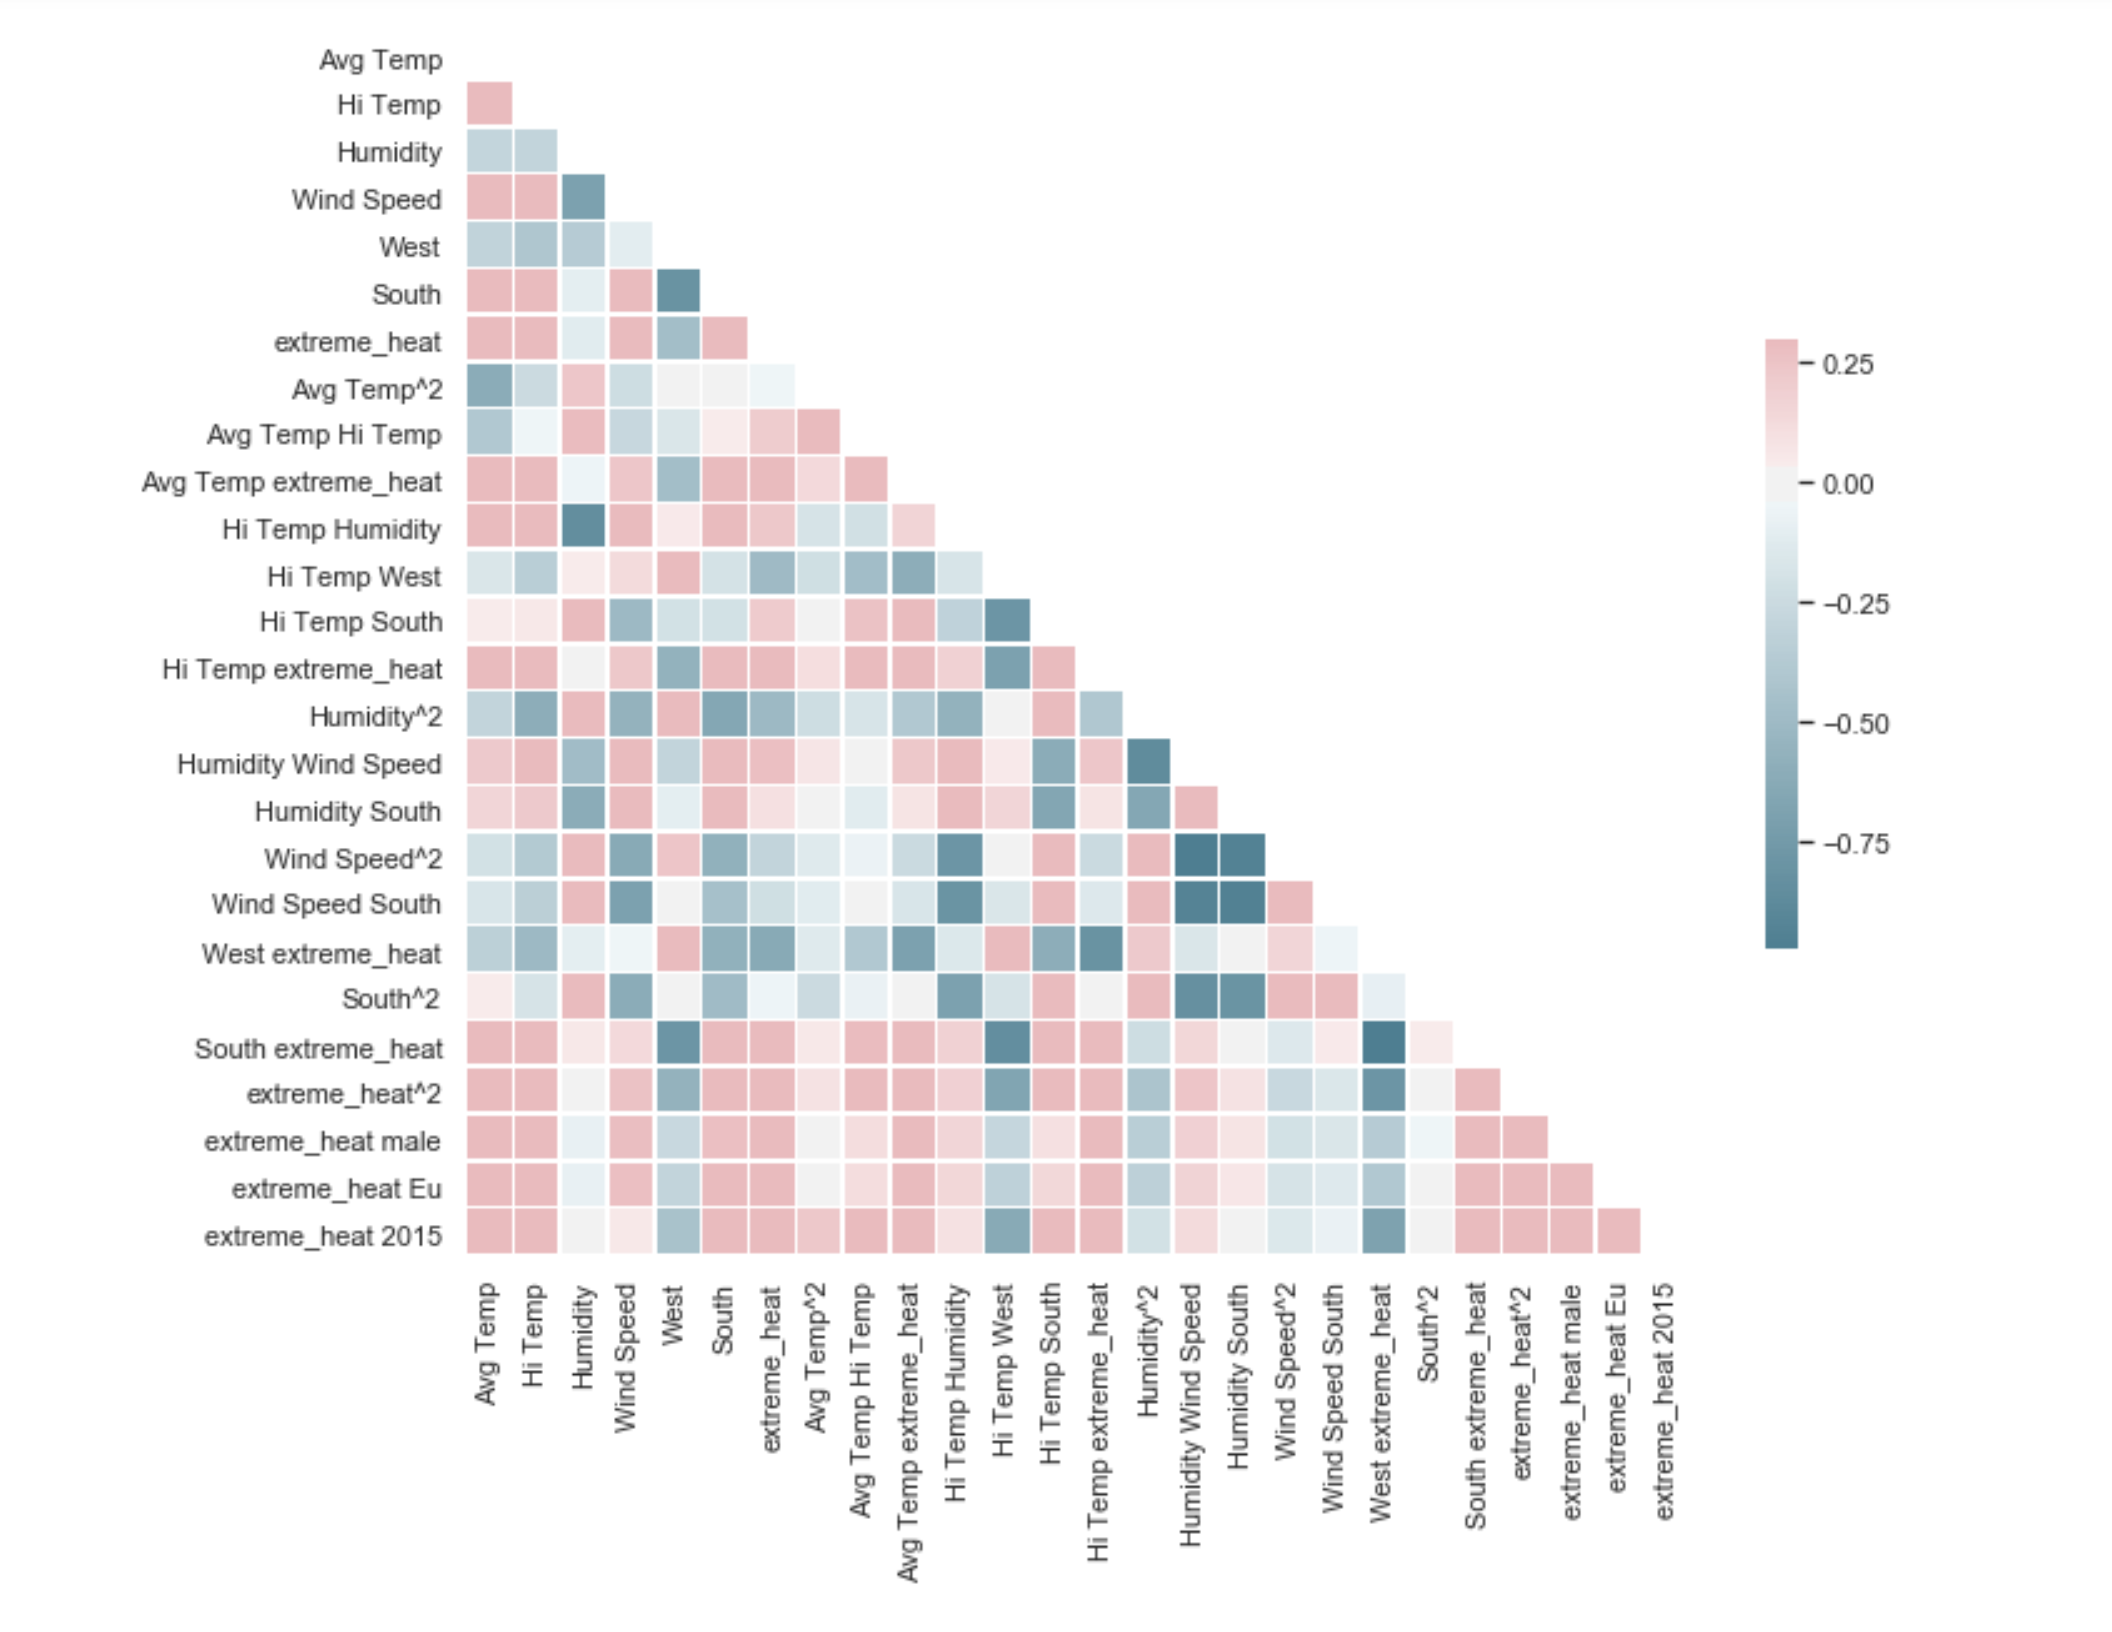 Avg Temp
Hi Temp
Humidity
Wind Speed
West
South
extreme_heat
Avg Temp^2
Avg Temp Hi Temp
Avg Temp extreme_heat
Hi Temp Humidity
Hi Temp West
Hi Temp South
Hi Temp extreme_heat
Humidity^2
Humidity Wind Speed
Humidity South
Wind Speed^2
Wind Speed South
West extreme_heat
South^2
South extreme_heat
extreme_heat^2
extreme_heat male
extreme_heat Eu
extreme_heat 2015
Avg Temp
Hi Temp
Humidity
Wind Speed
West
South
extreme_heat
Avg Temp^2
Avg Temp Hi Temp
Avg Temp extreme_heat
Hi Temp Humidity
Hi Temp West
Hi Temp South
Hi Temp extreme_heat
Humidity^2
Humidity Wind Speed
Humidity South
Wind Speed^2
Wind Speed South
West extreme_heat
South^2
South extreme_heat
extreme_heat^2
extreme_heat male
extreme_heat Eu
extreme_heat 2015
0.25
0.00
−0.25
−0.50
−0.75